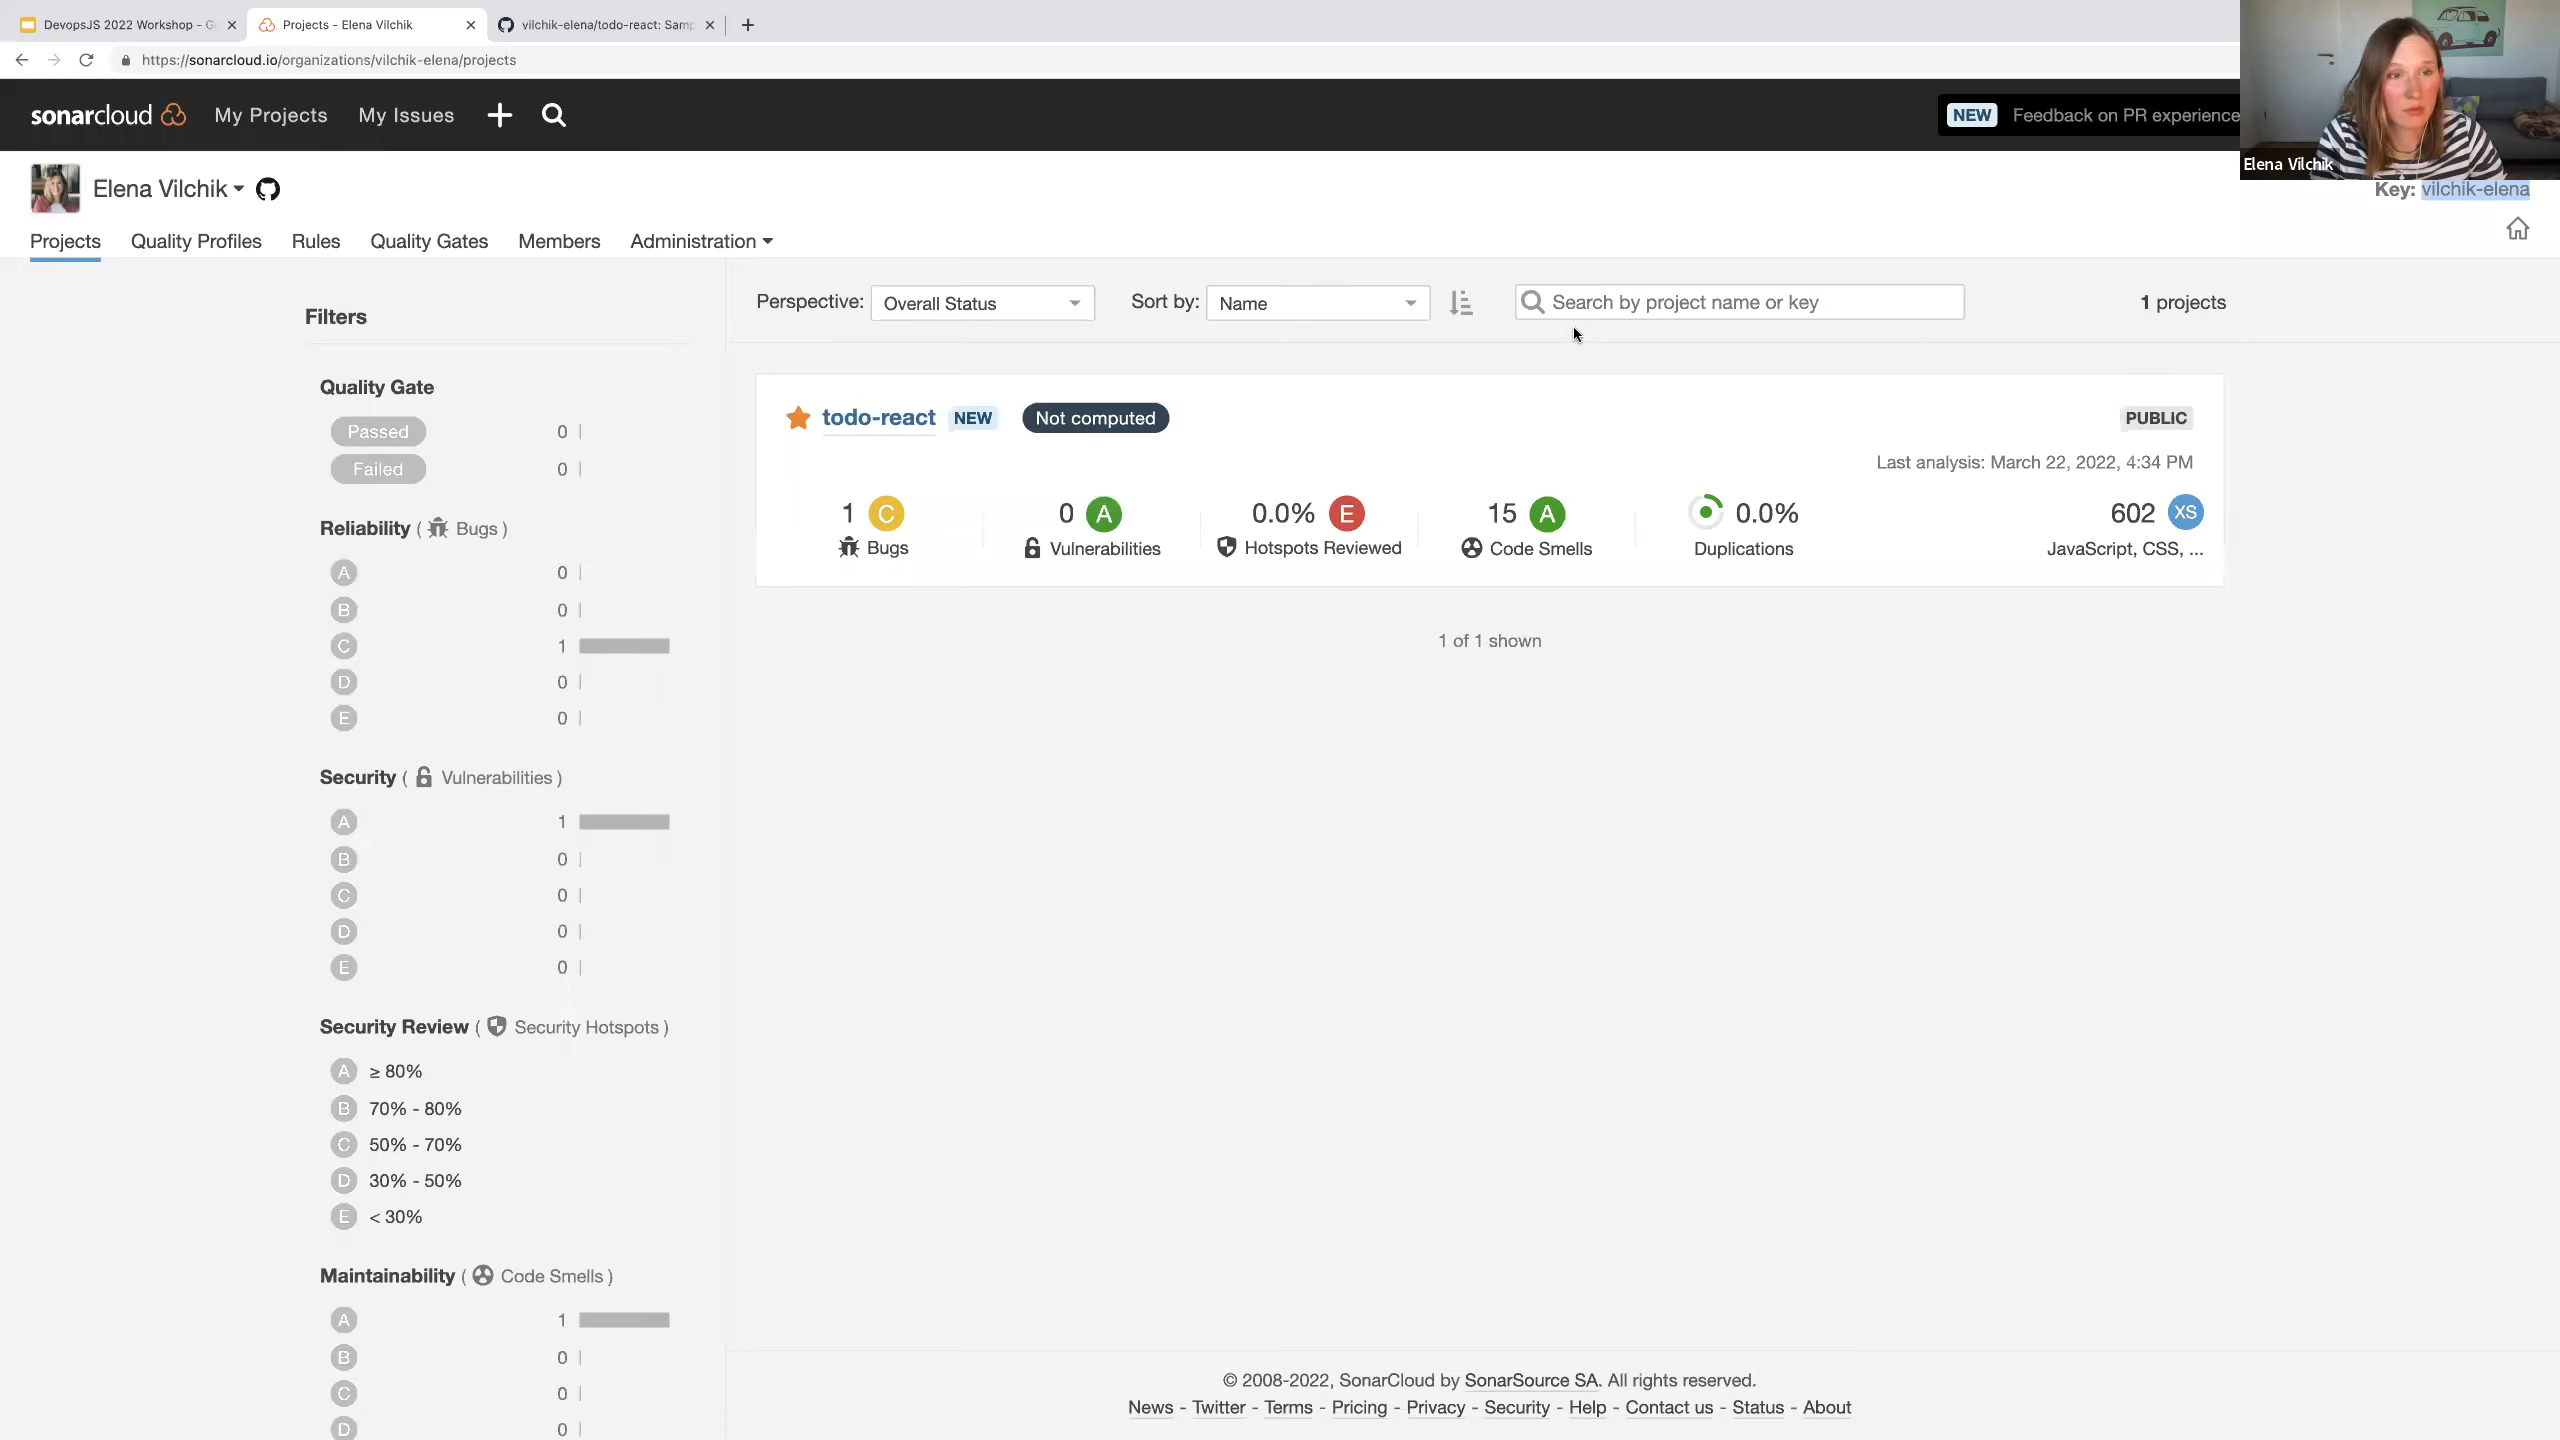 DevopsJS 2022 Workshop - G
Projects - Elena Vilchik
vilchik-elena/todo-react: Samp
https://sonarcloud.io/organizations/vilchik-elena/projects
sonarcloud
My Projects
My Issues
NEW
Feedback on PR experience
Elena Vilchik
Elena Vilchik
Key: vilchik-elena
Projects
Quality Profiles
Rules
Quality Gates
Members
Administration
Filters
Quality Gate
Passed 0
Failed 0
Reliability ( Bugs )
A 0
B 0
C 1
D 0
E 0
Security ( Vulnerabilities )
A 1
B 0
C 0
D 0
E 0
Security Review ( Security Hotspots )
A ≥ 80%
B 70% - 80%
C 50% - 70%
D 30% - 50%
E < 30%
Maintainability ( Code Smells )
A 1
B 0
C 0
D 0
Perspective: Overall Status
Sort by: Name
Search by project name or key
1 projects
todo-react NEW Not computed
PUBLIC
Last analysis: March 22, 2022, 4:34 PM
1 C
Bugs
0 A
Vulnerabilities
0.0% E
Hotspots Reviewed
15 A
Code Smells
0.0%
Duplications
602 XS
JavaScript, CSS, ...
1 of 1 shown
© 2008-2022, SonarCloud by SonarSource SA. All rights reserved.
News - Twitter - Terms - Pricing - Privacy - Security - Help - Contact us - Status - About